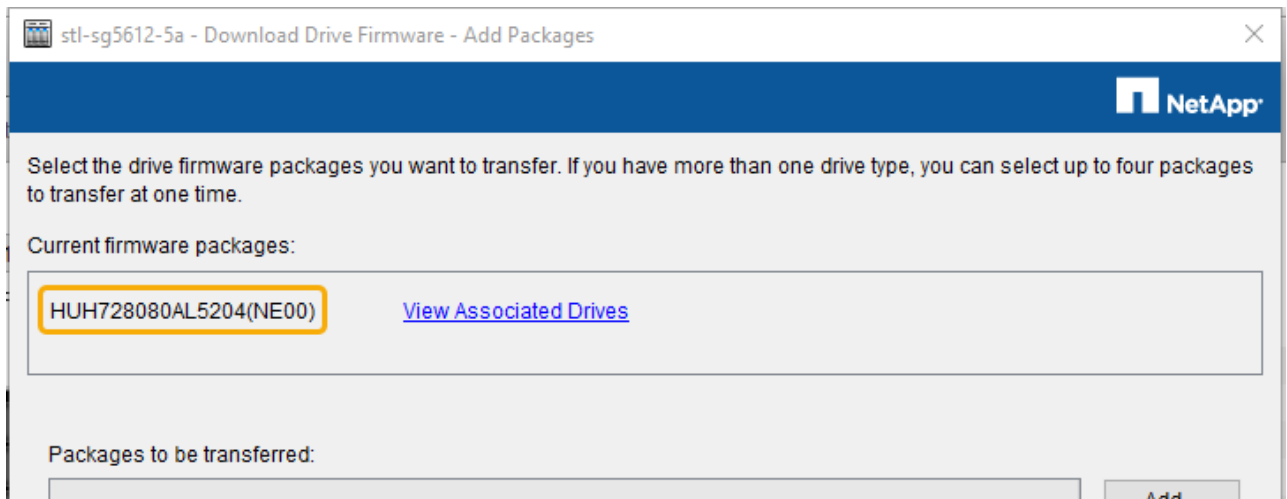 stl-sg5612-5a - Download Drive Firmware - Add Packages
NetApp
Select the drive firmware packages you want to transfer. If you have more than one drive type, you can select up to four packages
to transfer at one time.
Current firmware packages:
HUH728080AL5204(NE00) View Associated Drives
Packages to be transferred:
Add